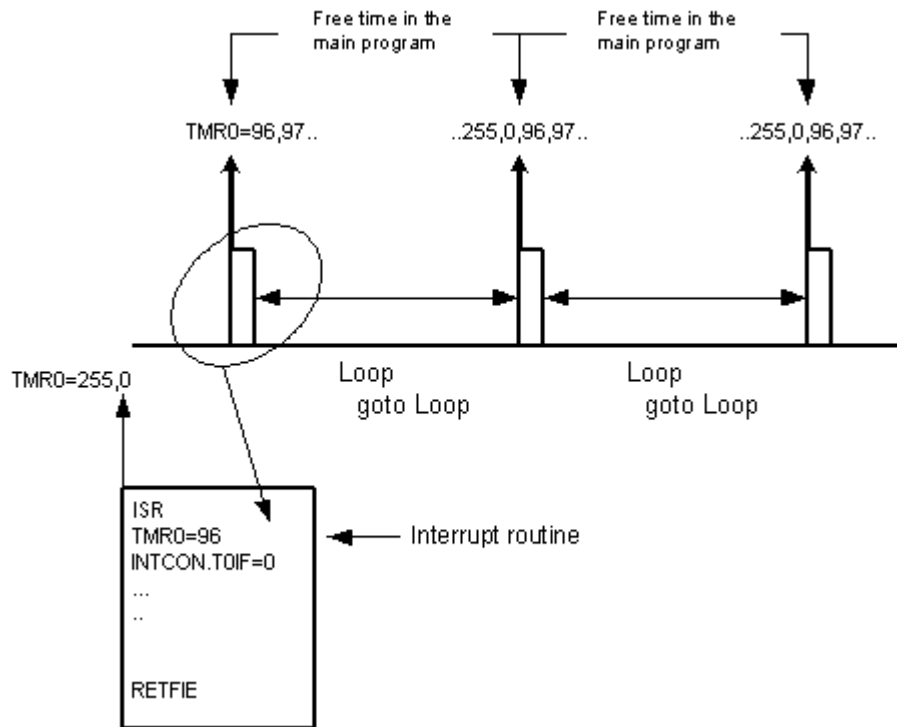 Free time in the
main program
Free time in the
main program
TMR0=96,97..
..255,0,96,97..
..255,0,96,97..
TMR0=255,0
Loop
goto Loop
Loop
goto Loop
ISR
TMR0=96
INTCON.T0IF=0
...
..
RETFIE
Interrupt routine